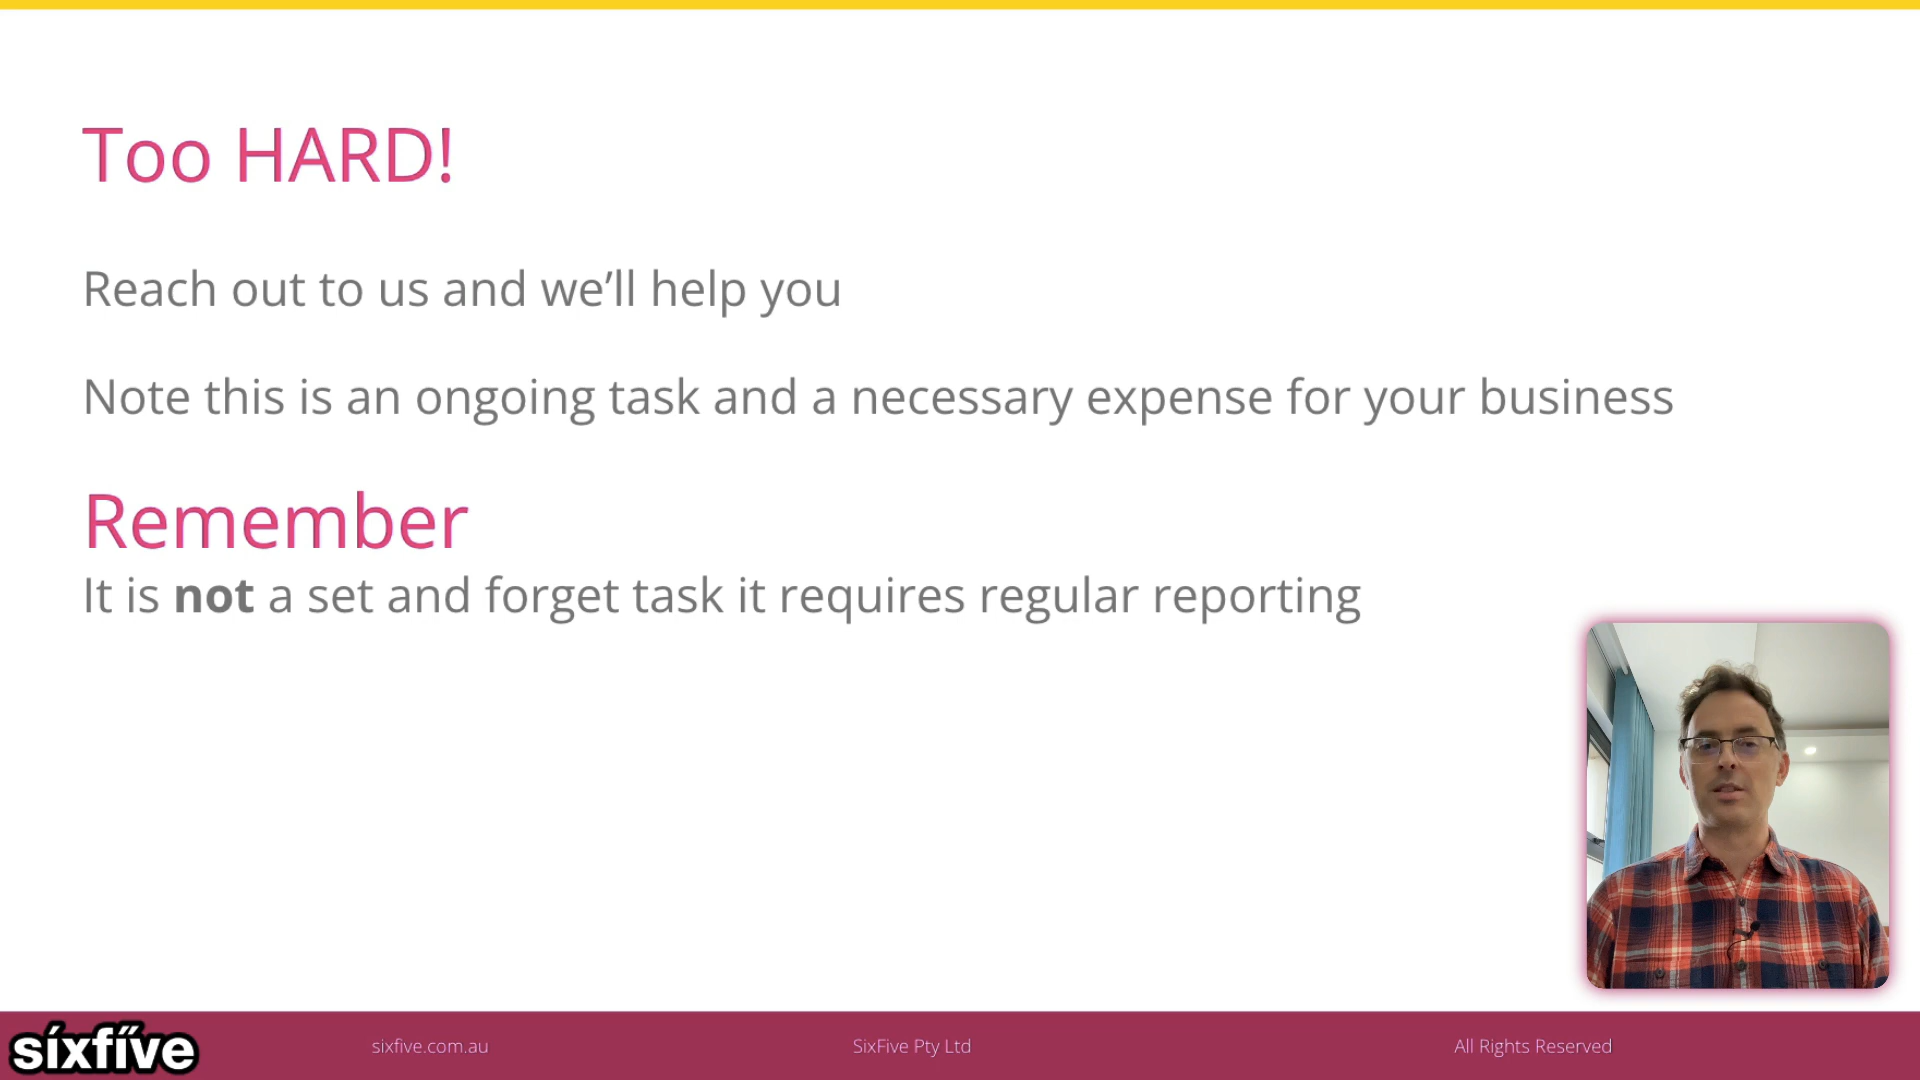 Too HARD!
Reach out to us and we’ll help you
Note this is an ongoing task and a necessary expense for your business
Remember
It is not a set and forget task it requires regular reporting
síxfíve
sixfive.com.au
SixFive Pty Ltd
All Rights Reserved